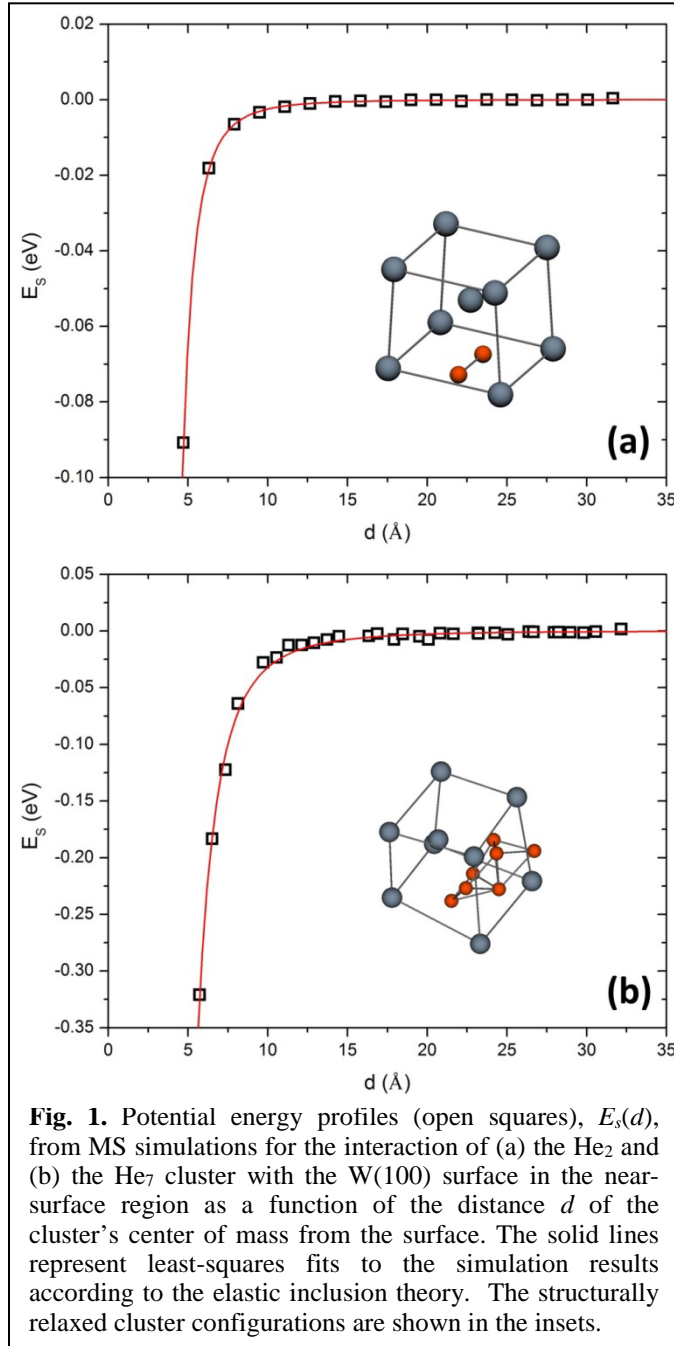 0.02
0.00
-0.02
-0.04
-0.06
-0.08
-0.10
E_S (eV)
(a)
0 5 10 15 20 25 30 35
d (Å)
0.05
0.00
-0.05
-0.10
-0.15
-0.20
-0.25
-0.30
-0.35
E_S (eV)
(b)
0 5 10 15 20 25 30 35
d (Å)
Fig. 1. Potential energy profiles (open squares), E_s(d),
from MS simulations for the interaction of (a) the He₂ and
(b) the He₇ cluster with the W(100) surface in the near-
surface region as a function of the distance d of the
cluster's center of mass from the surface. The solid lines
represent least-squares fits to the simulation results
according to the elastic inclusion theory. The structurally
relaxed cluster configurations are shown in the insets.